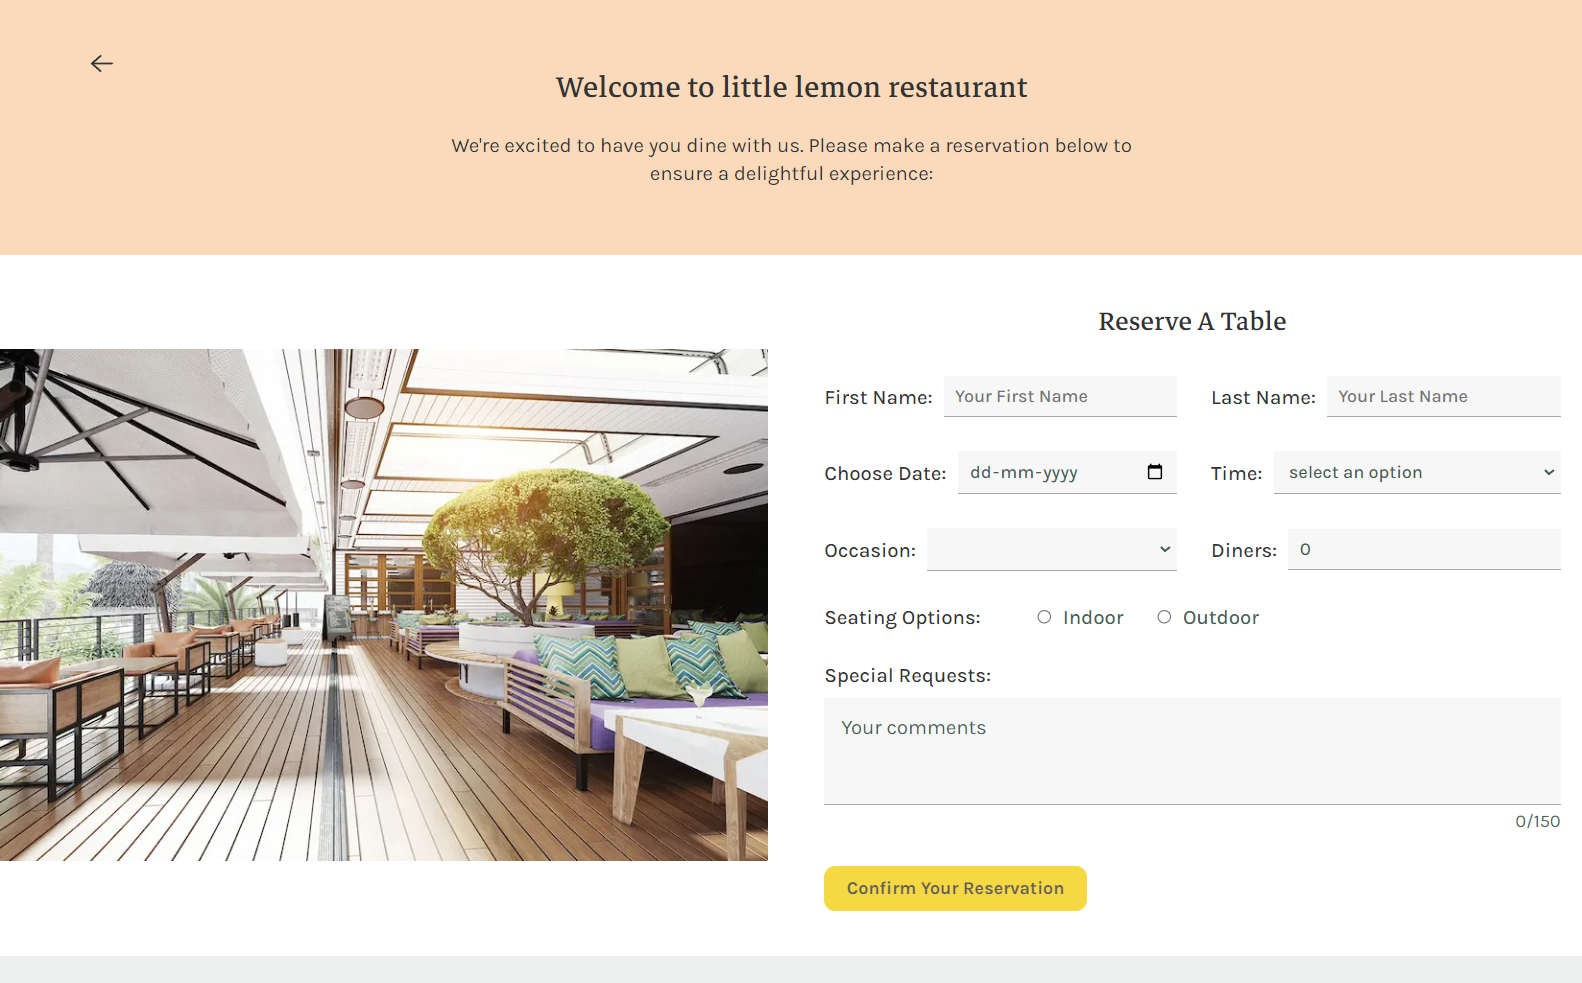 Welcome to little lemon restaurant
We're excited to have you dine with us. Please make a reservation below to
ensure a delightful experience:
Reserve A Table
First Name: Your First Name Last Name: Your Last Name
Choose Date: dd-mm-yyyy Time: select an option
Occasion: Diners: 0
Seating Options: Indoor Outdoor
Special Requests:
Your comments
0/150
Confirm Your Reservation